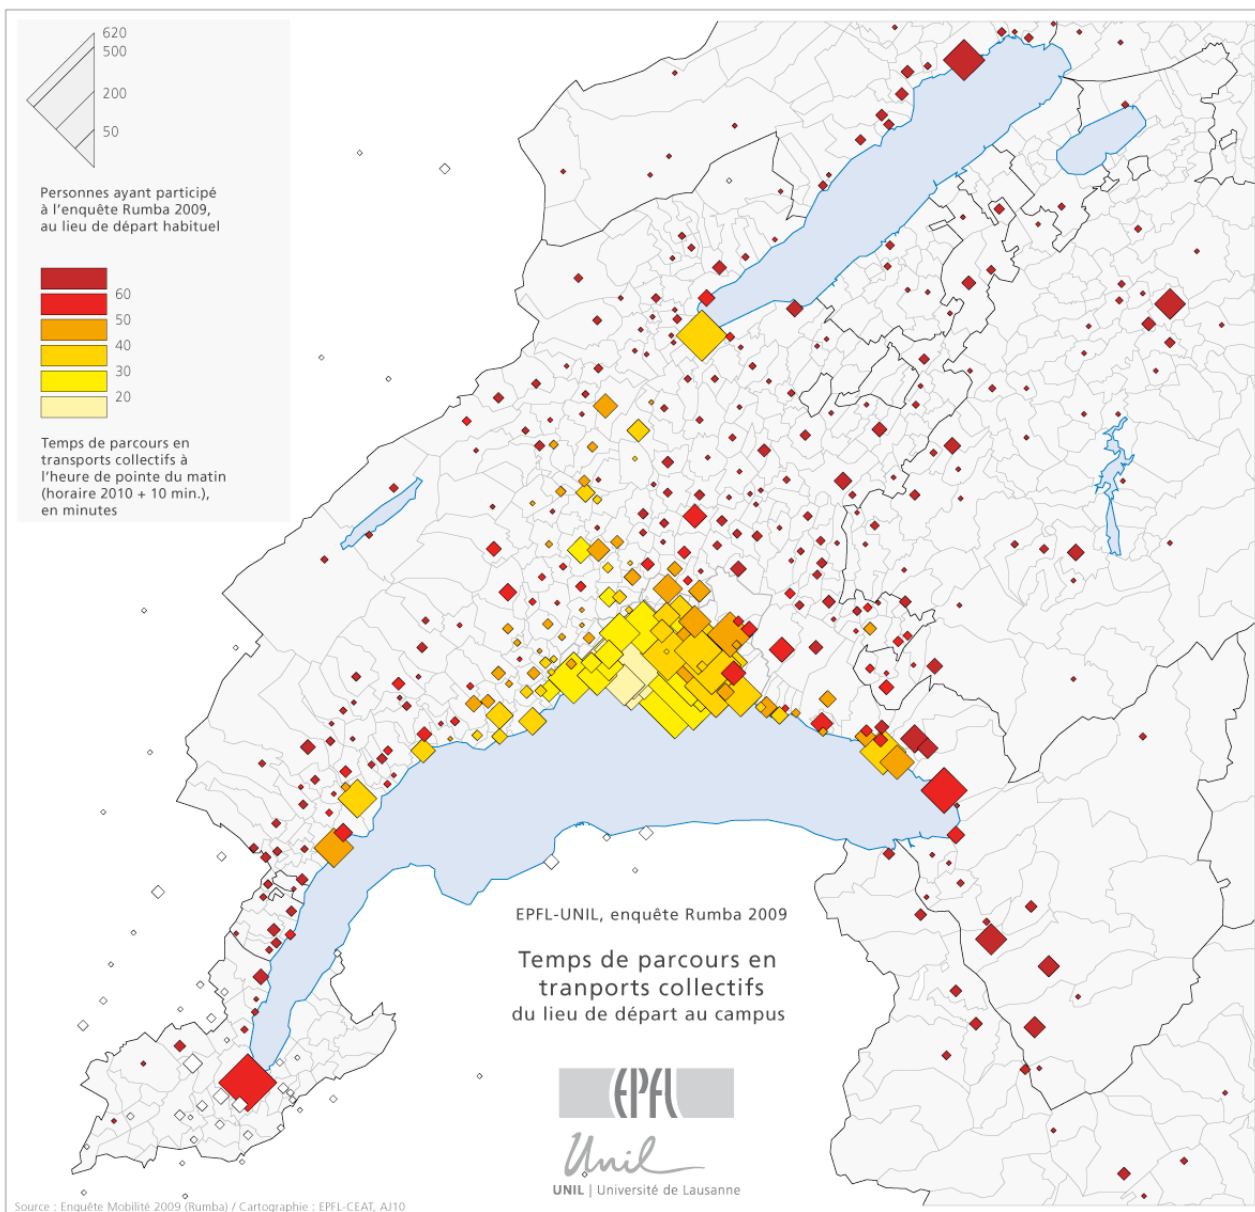 620
500
200
50
Personnes ayant participé
à l'enquête Rumba 2009,
au lieu de départ habituel
60
50
40
30
20
Temps de parcours en
transports collectifs à
l'heure de pointe du matin
(horaire 2010 + 10 min.),
en minutes
EPFL-UNIL, enquête Rumba 2009
Temps de parcours en
tranports collectifs
du lieu de départ au campus
EPFL
Unil
UNIL | Université de Lausanne
Source : Enquête Mobilité 2009 (Rumba) / Cartographie : EPFL-CEAT, AJ10